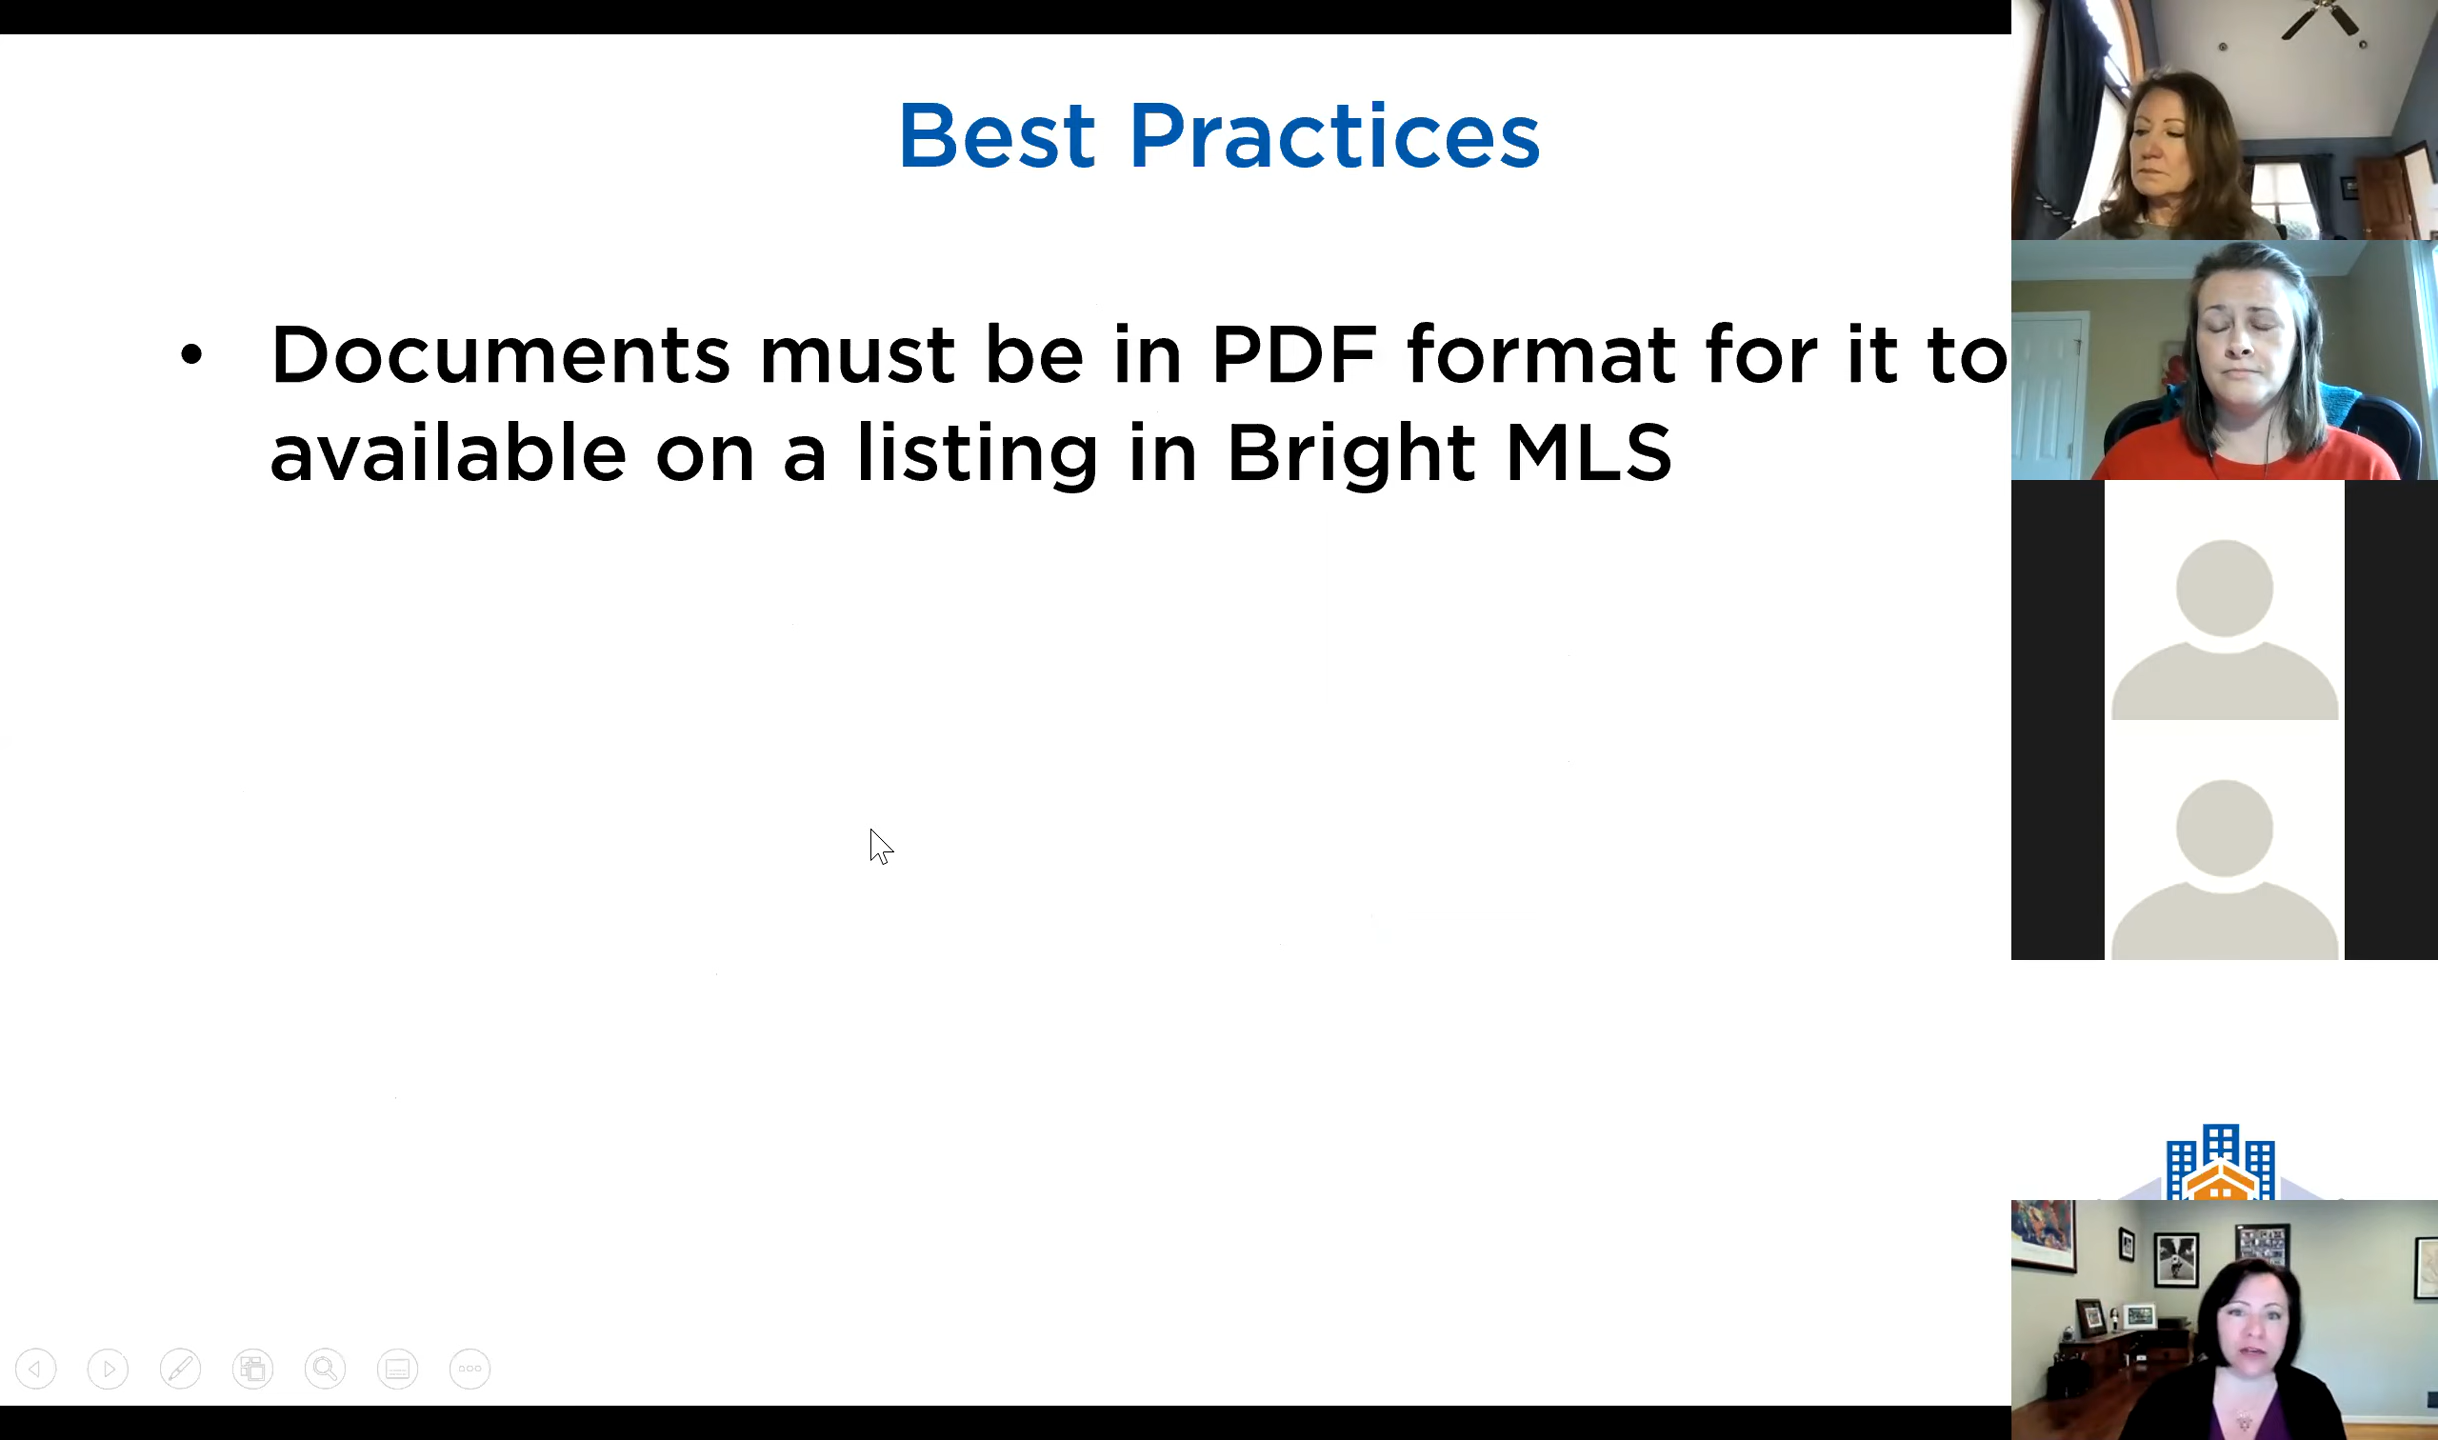 Best Practices
• Documents must be in PDF format for it to
available on a listing in Bright MLS